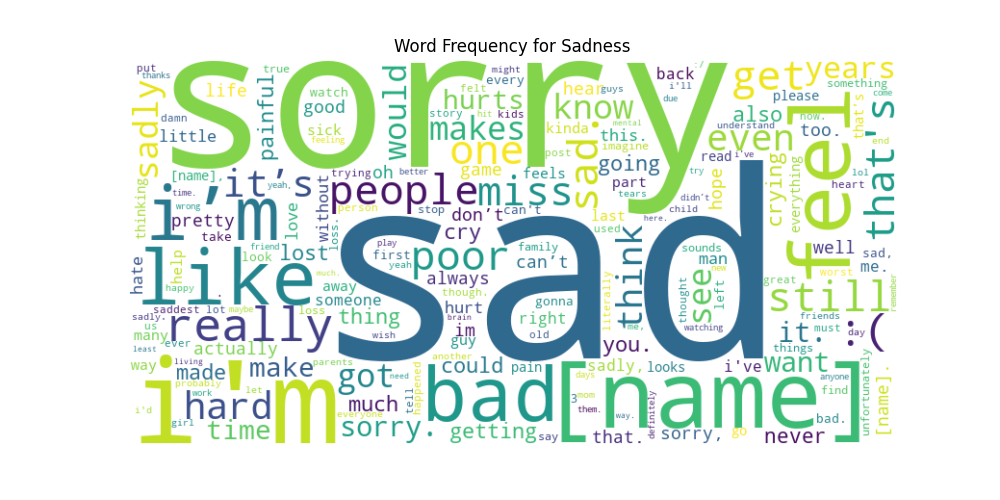 Word Frequency for Sadness
sorry
sad
i'm
[name]
feel
like
bad
i’m
really
people
poor
miss
still
that's
hard
got
get
years
even
know
makes
one
hurts
would
sadly
painful
it’s
think
see
it.
:(
want
make
made
time
sorry.
much
thing
lost
could
getting
never
you.
right
going
also
too.
well
crying
hope
sad.
back
please
something
every
might
i'll
due
guys
:/
felt
hear
kinda.
this.
post
imagine
read
i've
understand
now.
that's
come
end
lol
heart
everything
didn't
try
tears
mental
part
feels
game
story
hit
kids
watch
good
true
life
sick
feeling
put
thanks
damn
little
[name],
time.
wrong
yeah,
thinking
pretty
take
love
without
loss.
person
trying
oh
better
stop
don’t
can't
cry
play
first
yeah
family
can’t
always
though.
hurt
gonna
im
old
guy
brain
wish
someone
away
loss
much.
maybe
look
friend
help
happy
hate
saddest
lot
sadly.
us
many
ever
actually
way
least
living
probably
work
let
i'd
girl
parents
another
need
tell
happened
everyone
pain
say
days
3
mom
them.
way.
that.
definitely
sorry,
go
sadly,
looks
i've
me,
literally
last
used
here.
child
sounds
man
thought
new
left
watching
great
worst
sad,
me.
remember
friends
must
day
things
anyone
find
bad.
unfortunately
[name].